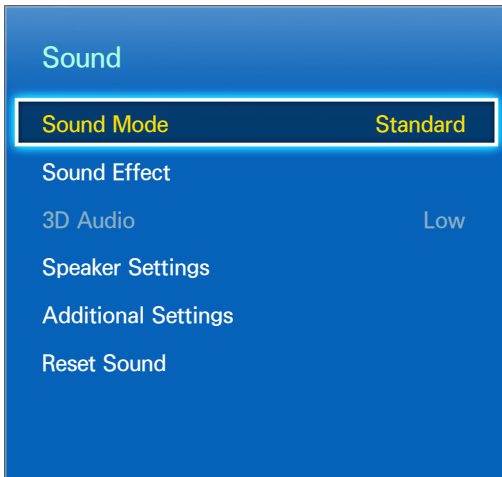 Sound
Sound Mode Standard
Sound Effect
3D Audio Low
Speaker Settings
Additional Settings
Reset Sound